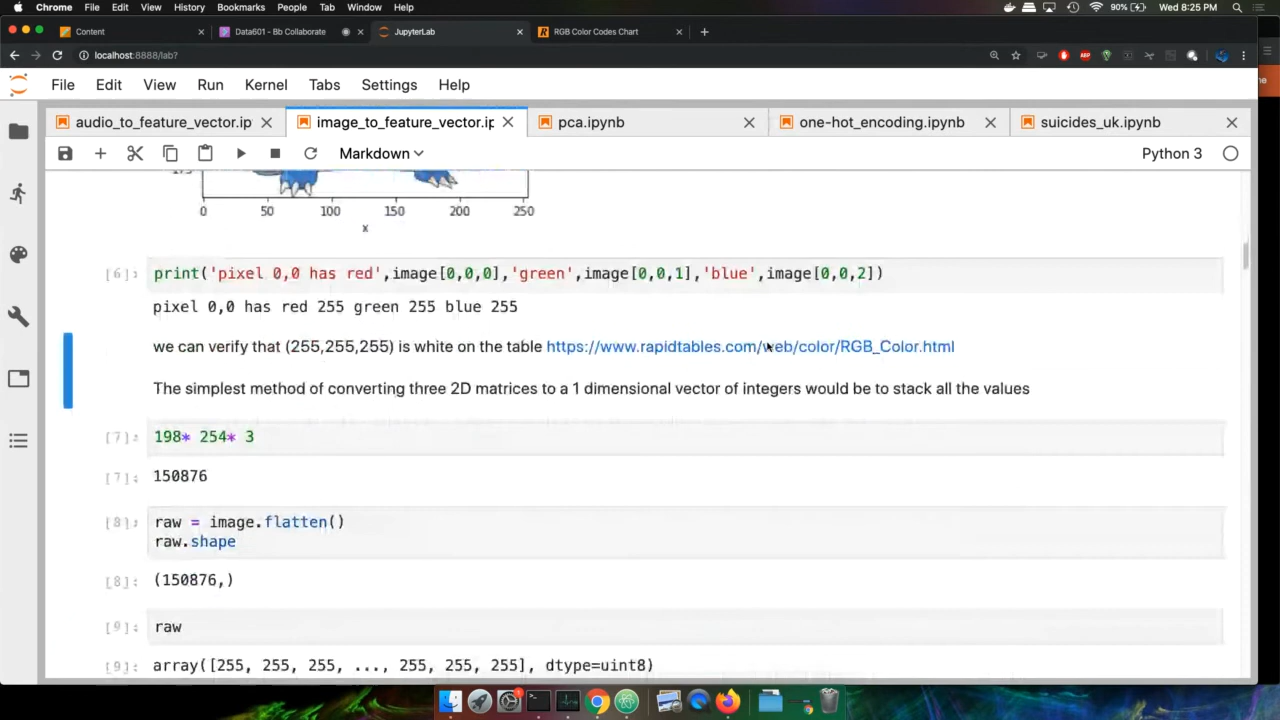 Chrome File Edit View History Bookmarks People Tab Window Help 90% Wed 8:25 PM
Content Data601 - Bb Collaborate JupyterLab RGB Color Codes Chart
localhost:8888/lab?
File Edit View Run Kernel Tabs Settings Help
audio_to_feature_vector.ip image_to_feature_vector.ip pca.ipynb one-hot_encoding.ipynb suicides_uk.ipynb
Markdown Python 3
175
0 50 100 150 200 250
x
[6]: print('pixel 0,0 has red',image[0,0,0],'green',image[0,0,1],'blue',image[0,0,2])
pixel 0,0 has red 255 green 255 blue 255
we can verify that (255,255,255) is white on the table https://www.rapidtables.com/web/color/RGB_Color.html
The simplest method of converting three 2D matrices to a 1 dimensional vector of integers would be to stack all the values
[7]: 198* 254* 3
[7]: 150876
[8]: raw = image.flatten()
raw.shape
[8]: (150876,)
[9]: raw
[9]: array([255, 255, 255, ..., 255, 255, 255], dtype=uint8)